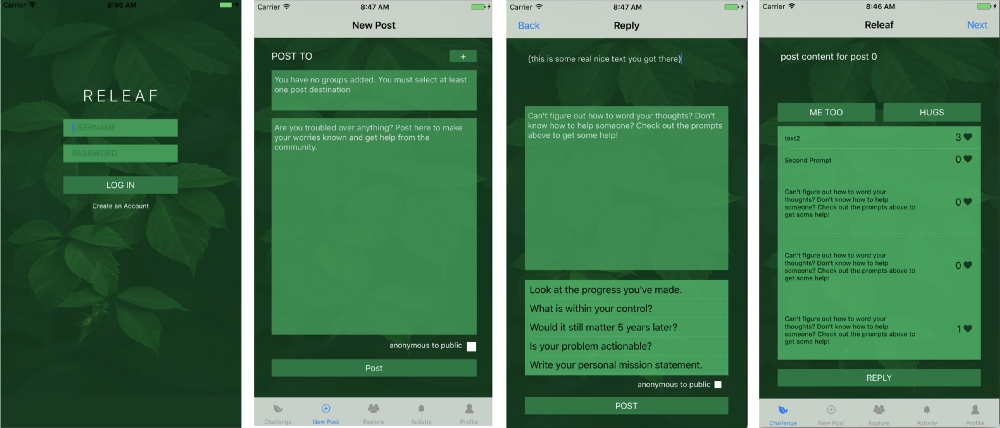 Carrier 8:46 AM
RELEAF
USERNAME
PASSWORD
LOG IN
Create an Account
Carrier 8:47 AM
New Post
POST TO +
You have no groups added. You must select at least
one post destination
Are you troubled over anything? Post here to make
your worries known and get help from the
community.
anonymous to public
Post
Challenge New Post Explore Activity Profile
Carrier 8:47 AM
Back Reply
{this is some real nice text you got there}
Can't figure out how to word your thoughts? Don't
know how to help someone? Check out the prompts
above to get some help!
Look at the progress you've made.
What is within your control?
Would it still matter 5 years later?
Is your problem actionable?
Write your personal mission statement.
anonymous to public
POST
Carrier 8:46 AM
Releaf Next
post content for post 0
ME TOO HUGS
text2 3
Second Prompt 0
Can't figure out how to word your
thoughts? Don't know how to help
someone? Check out the prompts above to
get some help!
0
Can't figure out how to word your
thoughts? Don't know how to help
someone? Check out the prompts above to
get some help!
0
Can't figure out how to word your
thoughts? Don't know how to help
someone? Check out the prompts above to
get some help!
1
REPLY
Challenge New Post Explore Activity Profile